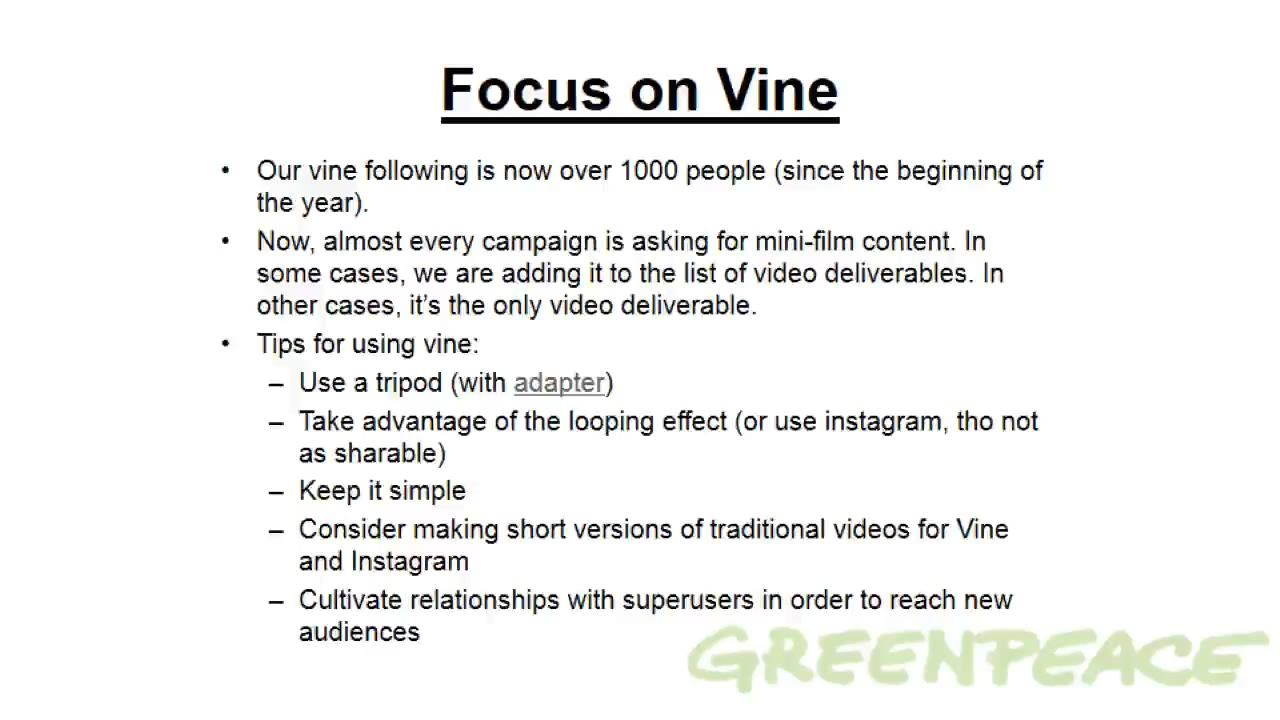 Focus on Vine
• Our vine following is now over 1000 people (since the beginning of
the year).
• Now, almost every campaign is asking for mini-film content. In
some cases, we are adding it to the list of video deliverables. In
other cases, it's the only video deliverable.
• Tips for using vine:
– Use a tripod (with adapter)
– Take advantage of the looping effect (or use instagram, tho not
as sharable)
– Keep it simple
– Consider making short versions of traditional videos for Vine
and Instagram
– Cultivate relationships with superusers in order to reach new
audiences
GREENPEACE